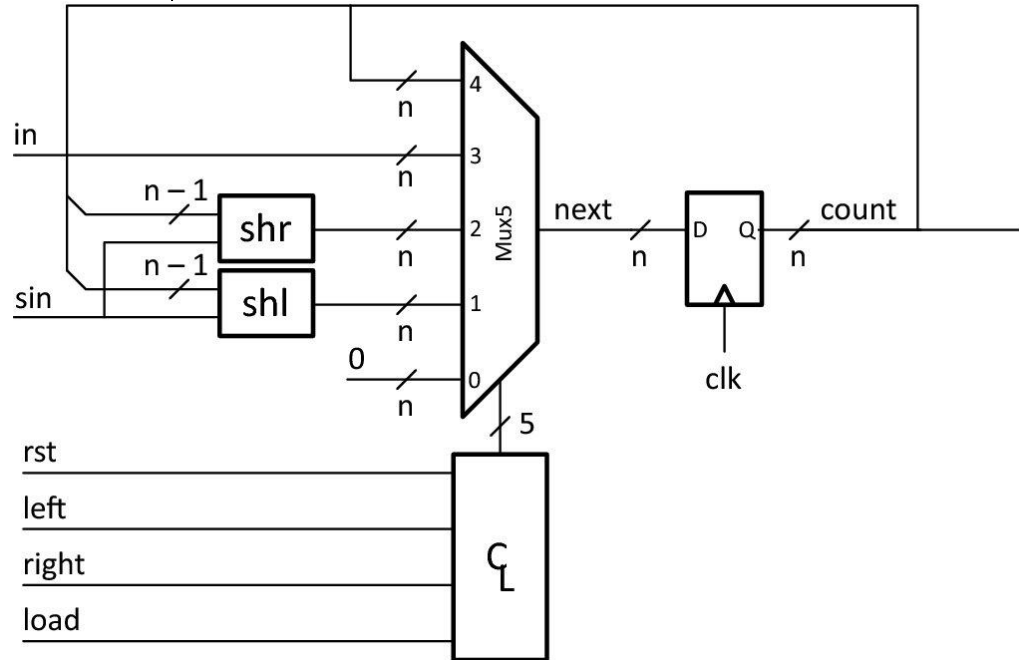 4
n
in
3
n
n – 1
shr
2
n
n – 1
sin
shl
1
n
0
0
n
Mux5
next
n
D Q
count
n
clk
5
rst
left
right
load
CL